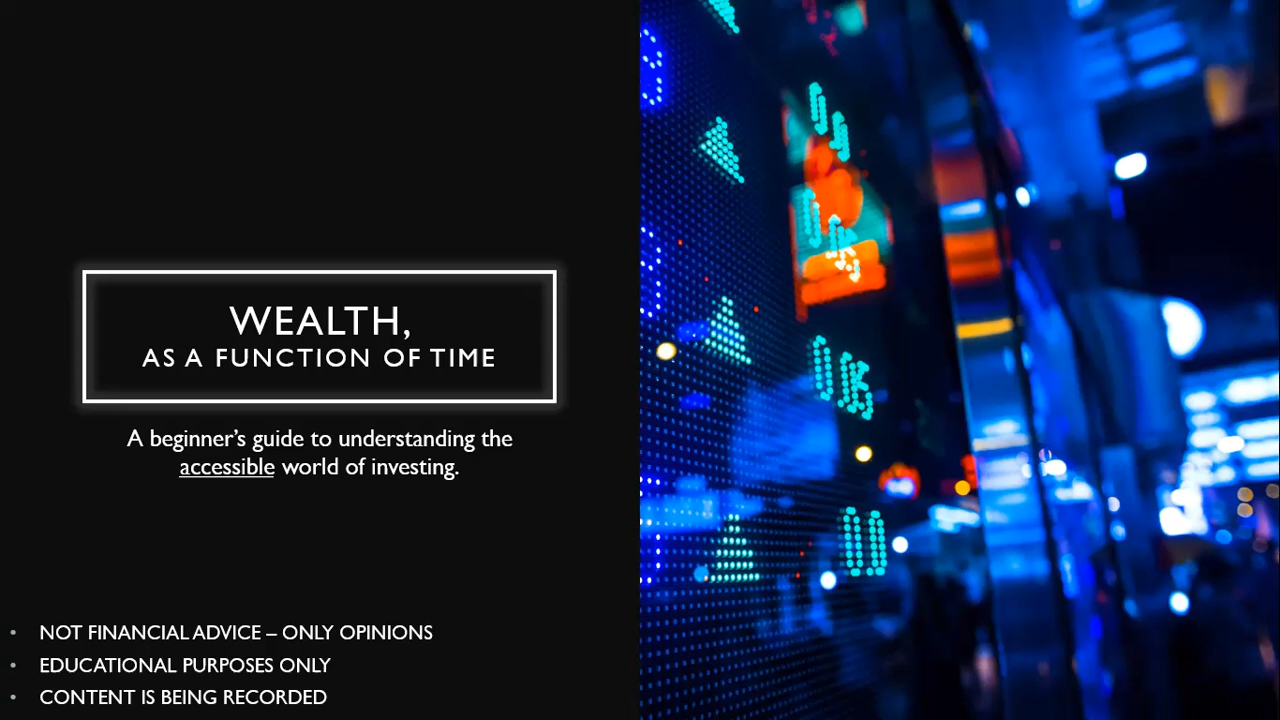 WEALTH,
AS A FUNCTION OF TIME
A beginner's guide to understanding the
accessible world of investing.
• NOT FINANCIAL ADVICE – ONLY OPINIONS
• EDUCATIONAL PURPOSES ONLY
• CONTENT IS BEING RECORDED